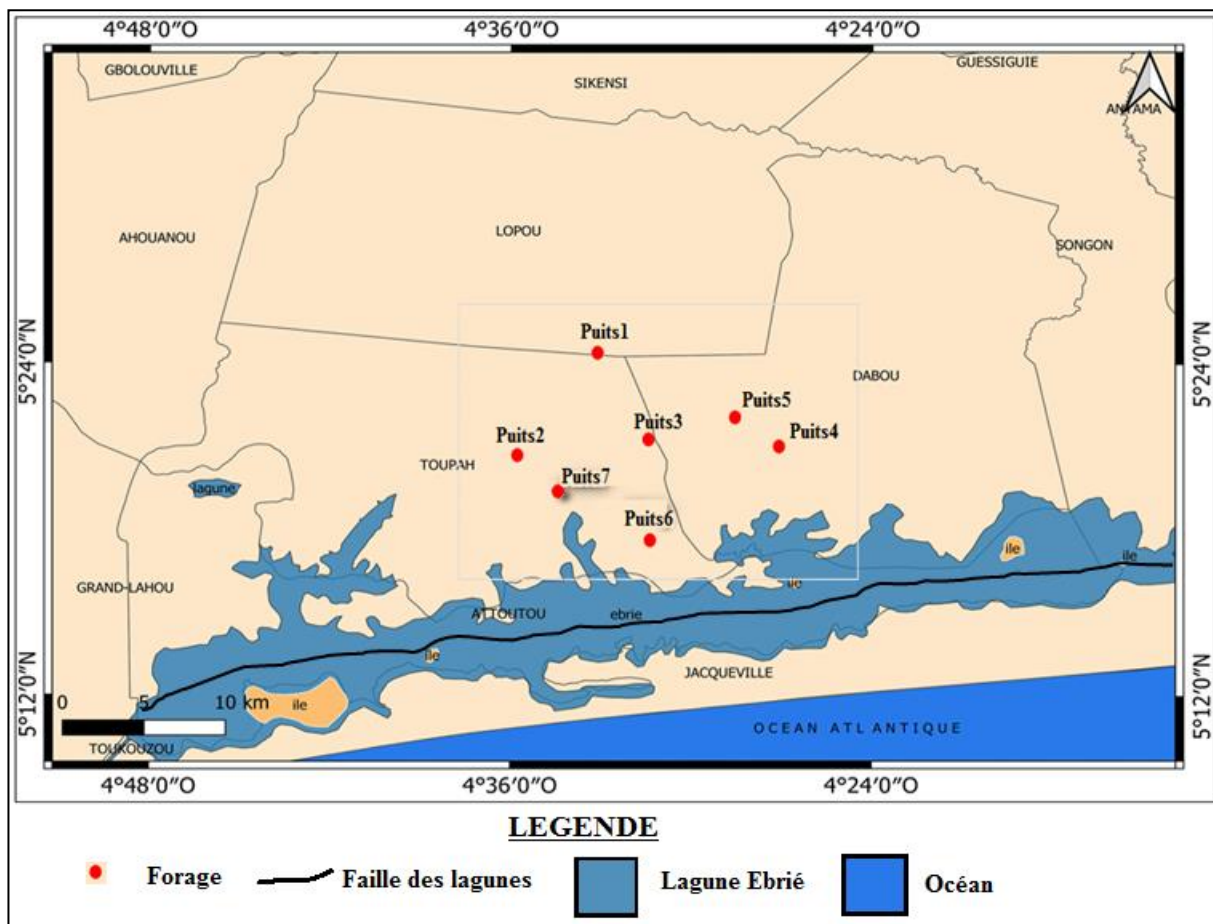 4°48′0″O 4°36′0″O 4°24′0″O
GBOLOUVILLE
SIKENSI
GUESSIGUIE
ANYAMA
AHOUANOU
LOPOU
SONGON
5°24′0″N
5°24′0″N
Puits1
DABOU
Puits5
Puits3
Puits4
Puits2
TOUPAH
Puits7
lagune
Puits6
ile
ile
ile
GRAND-LAHOU
ATTOUTOU
ebrie
ile
JACQUEVILLE
5°12′0″N
5°12′0″N
0 5 10 km
ile
OCEAN ATLANTIQUE
TOUKOUZOU
4°48′0″O 4°36′0″O 4°24′0″O
LEGENDE
Forage Faille des lagunes Lagune Ebrié Océan